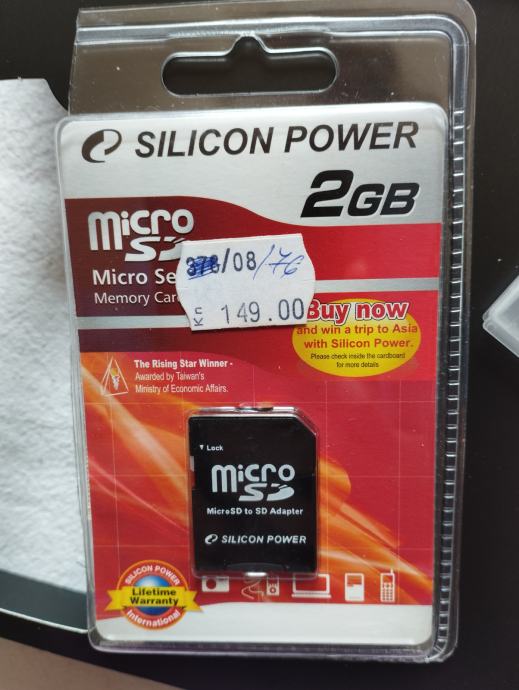 SILICON POWER
2GB
Micro
SD
/08/76
Micro Se
Memory Card
Kn 149.00
Buy now
and win a trip to Asia
with Silicon Power.
Please check inside the cardboard
for more details
The Rising Star Winner -
Awarded by Taiwan's
Ministry of Economic Affairs.
▼ Lock
Micro
SD
MicroSD to SD Adapter
SILICON POWER
SILICON POWER
Lifetime
Warranty
International